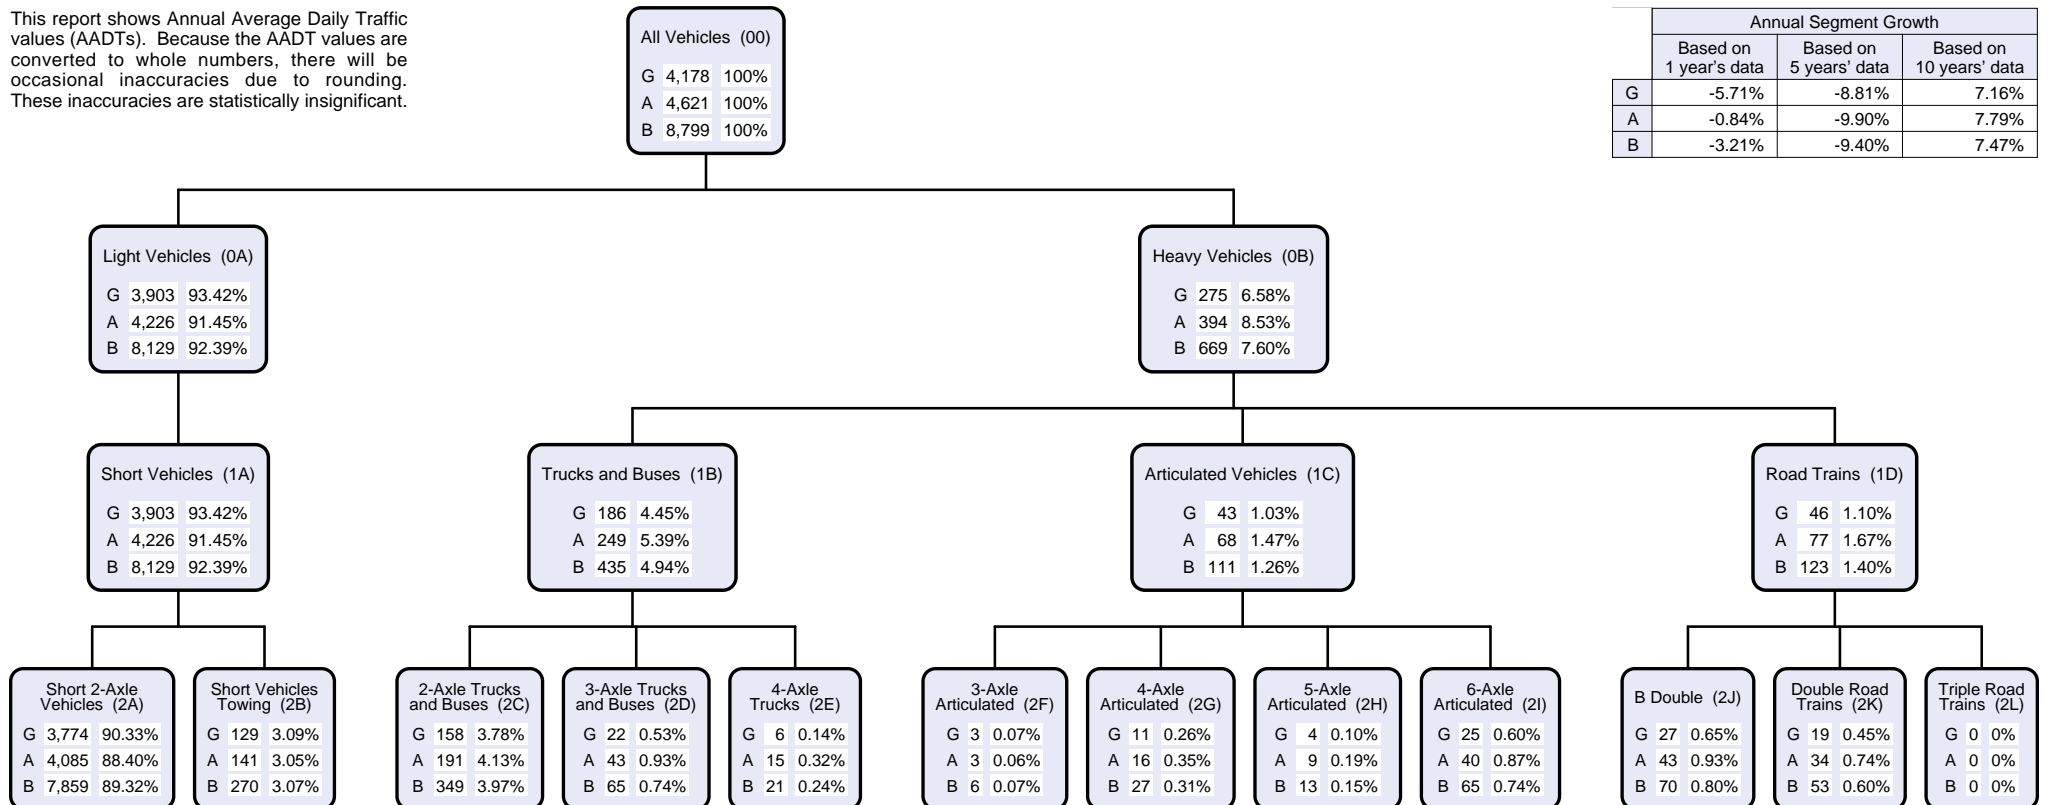 This report shows Annual Average Daily Traffic
values (AADTs). Because the AADT values are
converted to whole numbers, there will be
occasional inaccuracies due to rounding.
These inaccuracies are statistically insignificant.
All Vehicles (00)
G 4,178 100%
A 4,621 100%
B 8,799 100%
Annual Segment Growth
Based on 1 year's data Based on 5 years' data Based on 10 years' data
G -5.71% -8.81% 7.16%
A -0.84% -9.90% 7.79%
B -3.21% -9.40% 7.47%
Light Vehicles (0A)
G 3,903 93.42%
A 4,226 91.45%
B 8,129 92.39%
Heavy Vehicles (0B)
G 275 6.58%
A 394 8.53%
B 669 7.60%
Short Vehicles (1A)
G 3,903 93.42%
A 4,226 91.45%
B 8,129 92.39%
Trucks and Buses (1B)
G 186 4.45%
A 249 5.39%
B 435 4.94%
Articulated Vehicles (1C)
G 43 1.03%
A 68 1.47%
B 111 1.26%
Road Trains (1D)
G 46 1.10%
A 77 1.67%
B 123 1.40%
Short 2-Axle
Vehicles (2A)
G 3,774 90.33%
A 4,085 88.40%
B 7,859 89.32%
Short Vehicles
Towing (2B)
G 129 3.09%
A 141 3.05%
B 270 3.07%
2-Axle Trucks
and Buses (2C)
G 158 3.78%
A 191 4.13%
B 349 3.97%
3-Axle Trucks
and Buses (2D)
G 22 0.53%
A 43 0.93%
B 65 0.74%
4-Axle
Trucks (2E)
G 6 0.14%
A 15 0.32%
B 21 0.24%
3-Axle
Articulated (2F)
G 3 0.07%
A 3 0.06%
B 6 0.07%
4-Axle
Articulated (2G)
G 11 0.26%
A 16 0.35%
B 27 0.31%
5-Axle
Articulated (2H)
G 4 0.10%
A 9 0.19%
B 13 0.15%
6-Axle
Articulated (2I)
G 25 0.60%
A 40 0.87%
B 65 0.74%
B Double (2J)
G 27 0.65%
A 43 0.93%
B 70 0.80%
Double Road
Trains (2K)
G 19 0.45%
A 34 0.74%
B 53 0.60%
Triple Road
Trains (2L)
G 0 0%
A 0 0%
B 0 0%